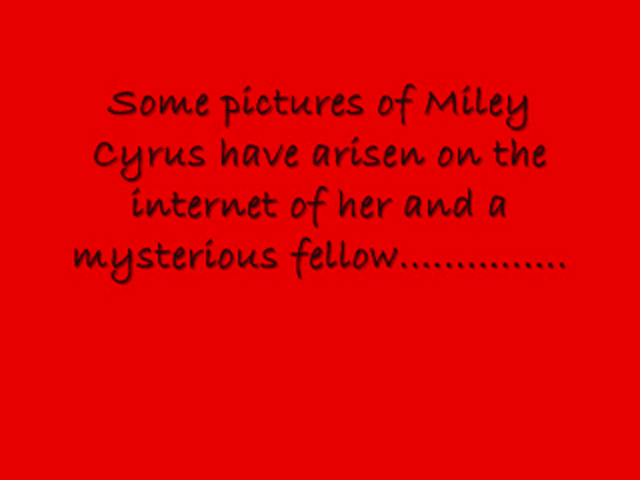 Some pictures of Miley
Cyrus have arisen on the
internet of her and a
mysterious fellow...............